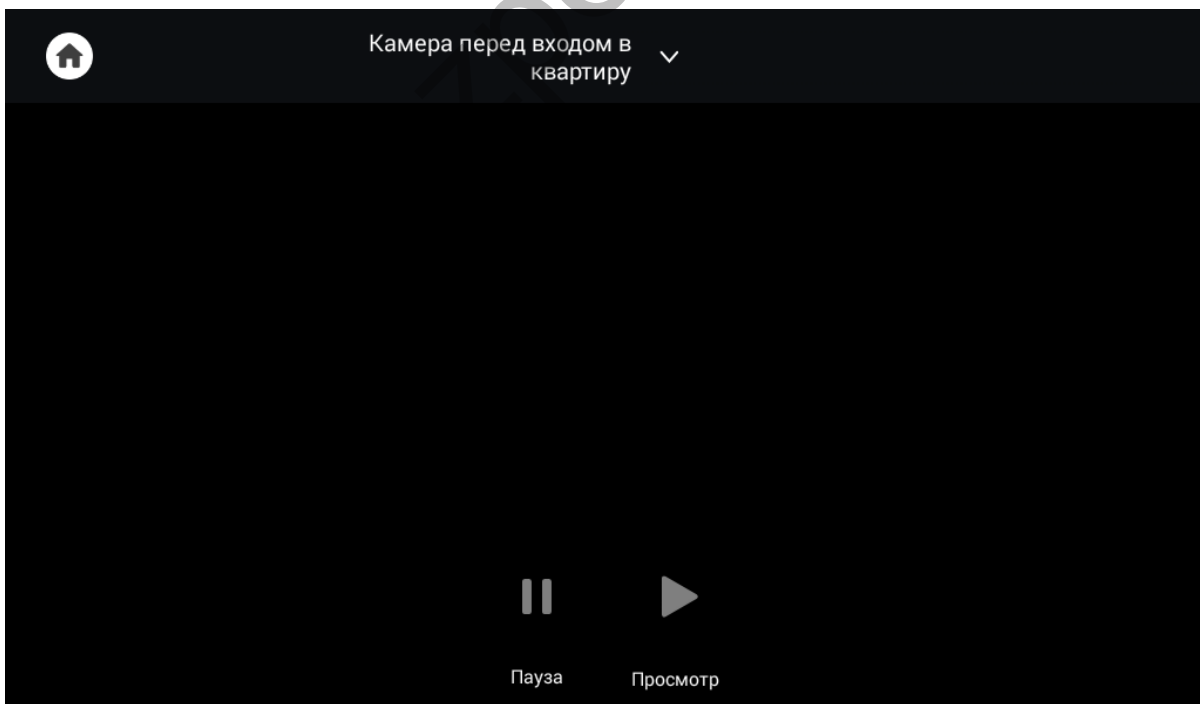 Камера перед входом в
квартиру
Пауза
Просмотр